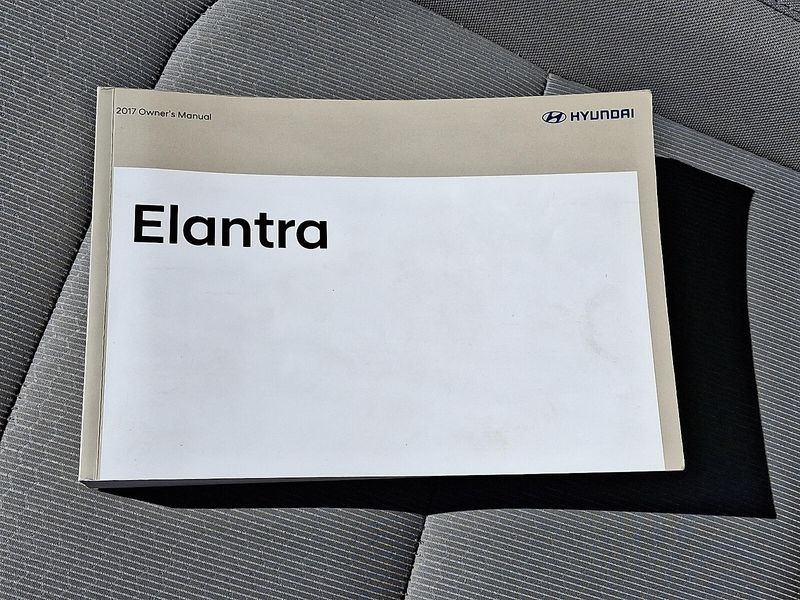 2017 Owner's Manual
HYUNDAI
Elantra